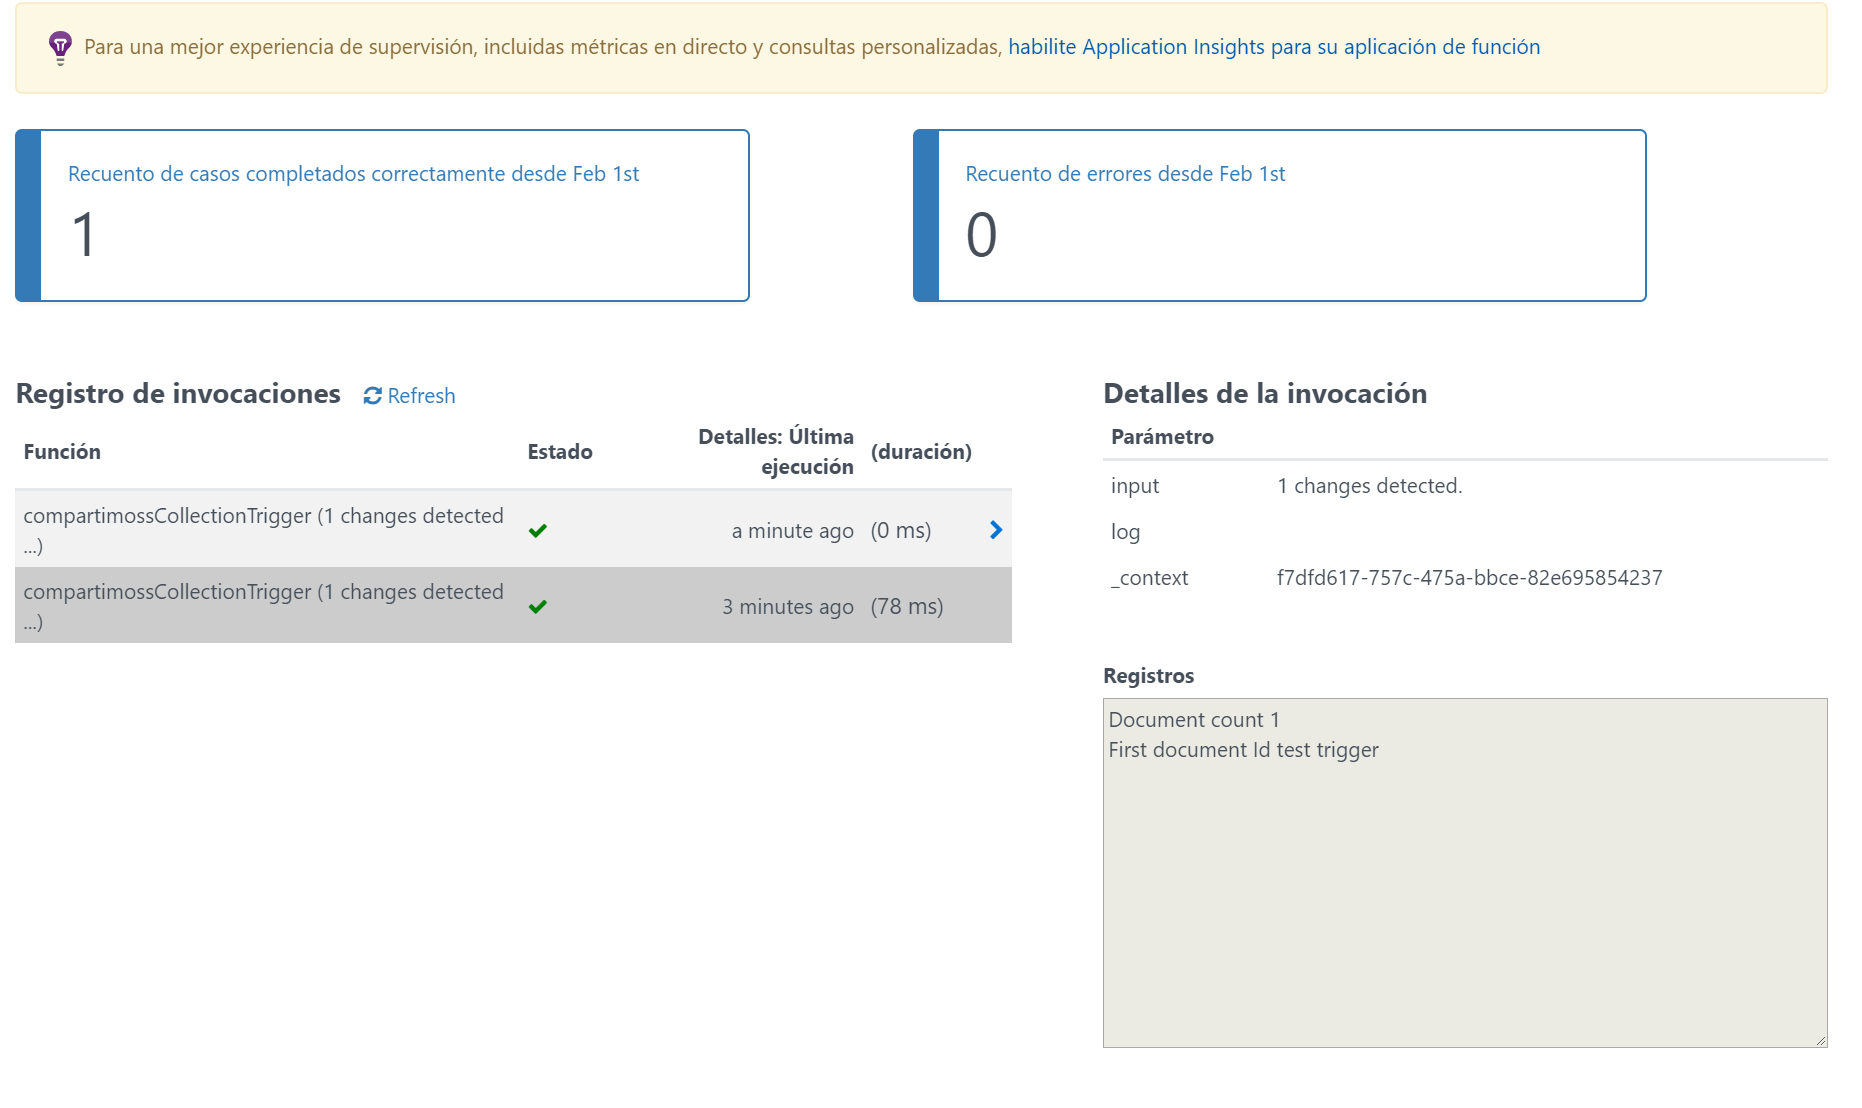 Para una mejor experiencia de supervisión, incluidas métricas en directo y consultas personalizadas, habilite Application Insights para su aplicación de función
Recuento de casos completados correctamente desde Feb 1st
1
Recuento de errores desde Feb 1st
0
Registro de invocaciones Refresh
Función Estado Detalles: Última ejecución (duración)
compartimossCollectionTrigger (1 changes detected
...) a minute ago (0 ms)
compartimossCollectionTrigger (1 changes detected
...) 3 minutes ago (78 ms)
Detalles de la invocación
Parámetro
input 1 changes detected.
log
_context f7dfd617-757c-475a-bbce-82e695854237
Registros
Document count 1
First document Id test trigger